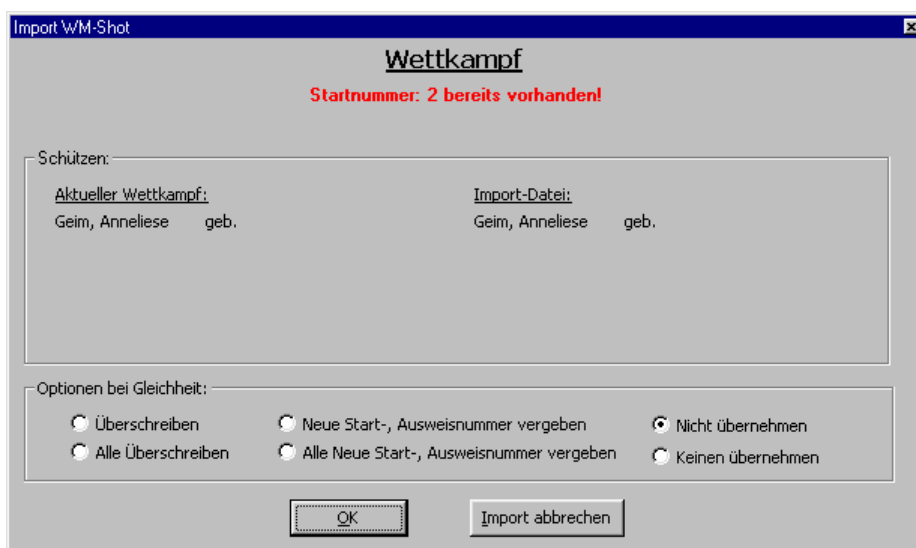 Import WM-Shot
Wettkampf
Startnummer: 2 bereits vorhanden!
Schützen:
Aktueller Wettkampf: Import-Datei:
Geim, Anneliese geb. Geim, Anneliese geb.
Optionen bei Gleichheit:
Überschreiben Neue Start-, Ausweisnummer vergeben Nicht übernehmen
Alle Überschreiben Alle Neue Start-, Ausweisnummer vergeben Keinen übernehmen
OK Import abbrechen